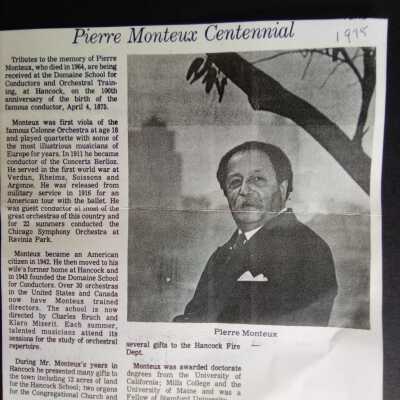 Pierre Monteux Centennial
Tributes to the memory of Pierre
Monteux, who died in 1964, are being
received at the Domaine School for
Conductors and Orchestral Train-
ing, at Hancock, on the 100th
anniversary of the birth of the
famous conductor, April 4, 1875.
Monteux was first viola of the
famous Colonne Orchestra at age 16
and played quartette with some of
the most illustrious musicians of
Europe for years. In 1911 he became
conductor of the Concerts Berlioz.
He served in the first world war at
Verdun, Rheims, Soissons and
Argonne. He was released from
military service in 1916 for an
American tour with the ballet. He
was guest conductor at most of the
great orchestras of this country and
for 22 summers conducted the
Chicago Symphony Orchestra at
Ravinia Park.
Monteux became an American
citizen in 1942. He then moved to his
wife's former home at Hancock and
in 1943 founded the Domaine School
for Conductors. Over 30 orchestras
in the United States and Canada
now have Monteux trained
directors. The school is now
directed by Charles Bruch and
Klaro Mizerit. Each summer,
talented musicians attend its
sessions for the study of orchestral
repertoire.
During Mr. Monteux's years in
Hancock he presented many gifts to
the town including 12 acres of land
for the Hancock School; two organs
for the Congregational Church and
Pierre Monteux
several gifts to the Hancock Fire
Dept.
Monteux was awarded doctorate
degrees from the University of
California; Mills College and the
University of Maine and was a
Fellow of Stanford University